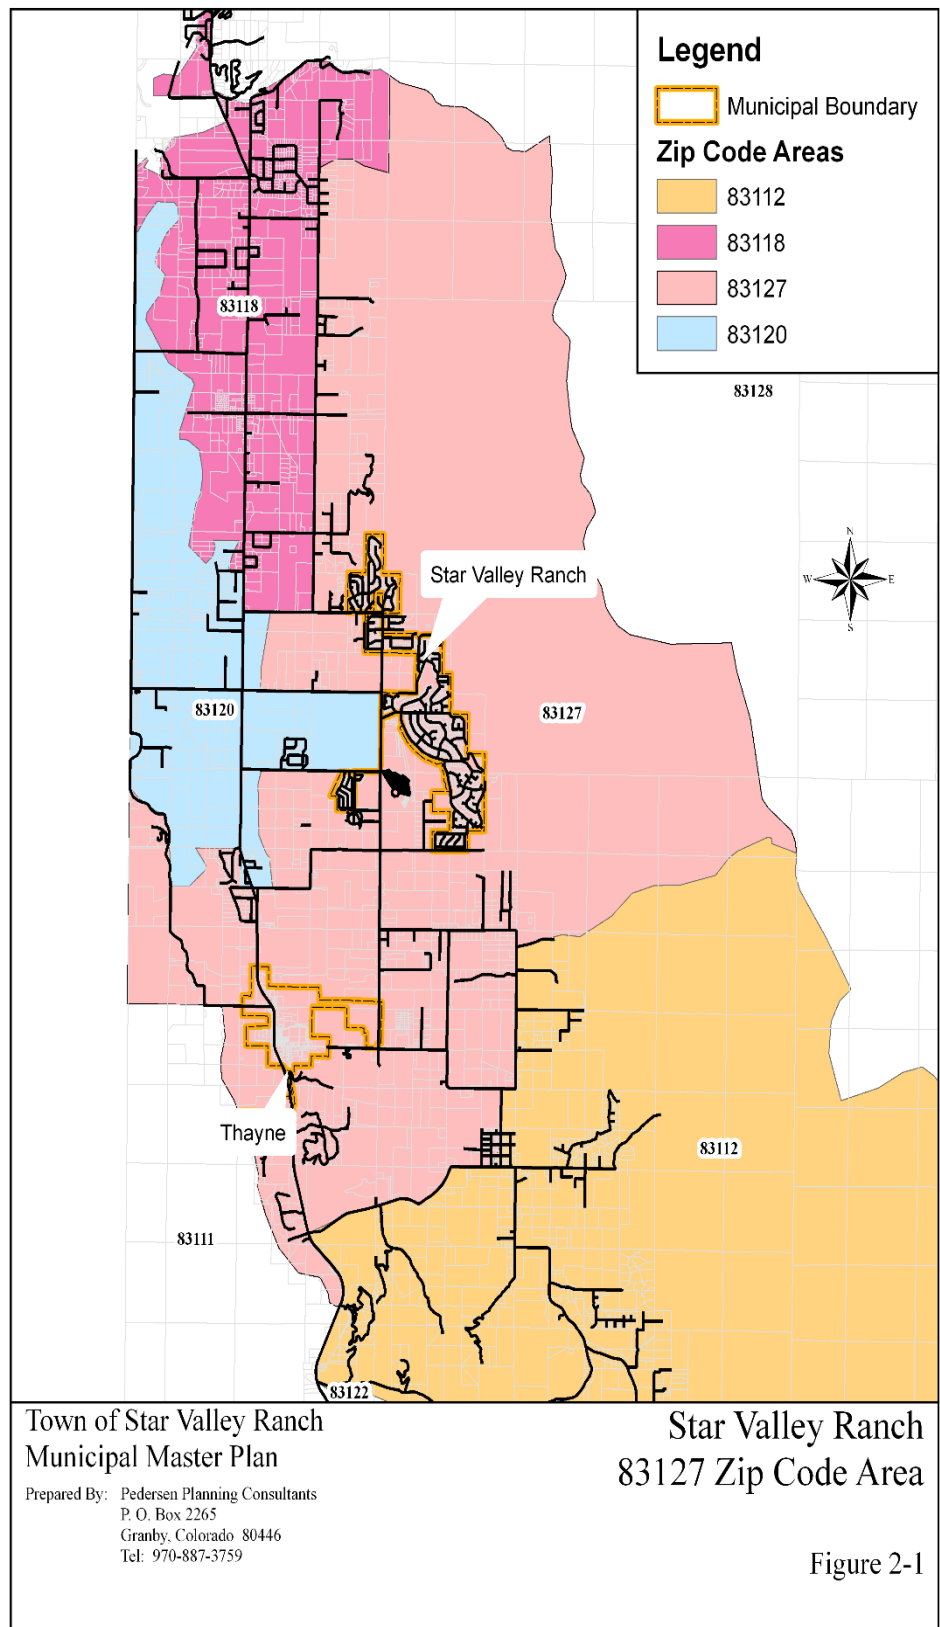 Legend
Municipal Boundary
Zip Code Areas
83112
83118
83127
83120
83118
83128
N
W E
S
Star Valley Ranch
83120
83127
Thayne
83112
83111
83122
Town of Star Valley Ranch
Municipal Master Plan
Prepared By: Pedersen Planning Consultants
P. O. Box 2265
Granby, Colorado 80446
Tel: 970-887-3759
Star Valley Ranch
83127 Zip Code Area
Figure 2-1